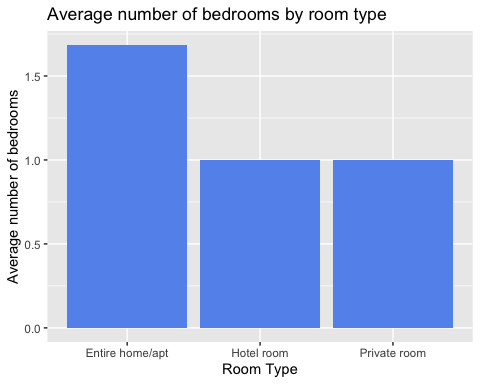 Average number of bedrooms by room type
Average number of bedrooms
1.5
1.0
0.5
0.0
Entire home/apt
Hotel room
Private room
Room Type